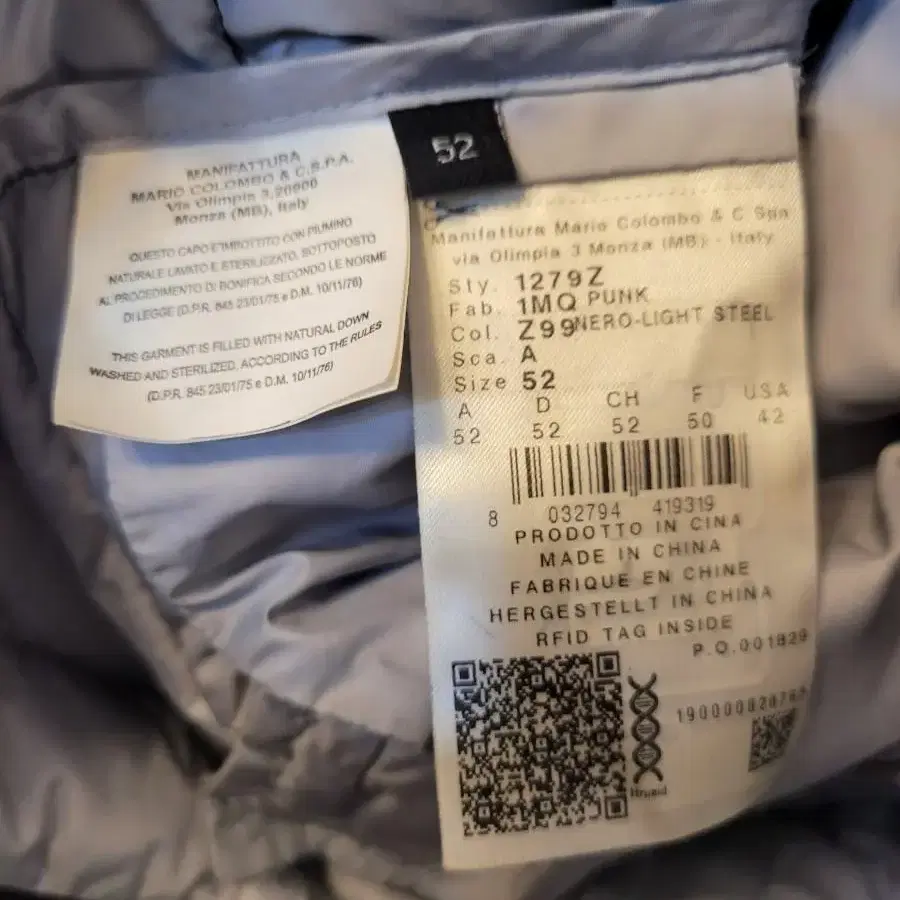 MANIFATTURA
MARIO COLOMBO & C.S.P.A.
Via Olimpia 3, 20900
Monza (MB), Italy
QUESTO CAPO E'IMBOTTITO CON PIUMINO
NATURALE LAVATO E STERILIZZATO, SOTTOPOSTO
AL PROCEDIMENTO DI BONIFICA SECONDO LE NORME
DI LEGGE (D.P.R. 845 23/01/75 e D.M. 10/11/76)
THIS GARMENT IS FILLED WITH NATURAL DOWN
WASHED AND STERILIZED, ACCORDING TO THE RULES
(D.P.R. 845 23/01/75 e D.M. 10/11/76)
52
Manifattura Mario Colombo & C Spa
via Olimpia 3 Monza (MB) - Italy
Sty. 1279Z
Fab. 1MQ PUNK
Col. Z99 NERO-LIGHT STEEL
Sca. A
Size 52
A D CH F USA
52 52 52 50 42
8 032794 419319
PRODOTTO IN CINA
MADE IN CHINA
FABRIQUE EN CHINE
HERGESTELLT IN CHINA
RFID TAG INSIDE
P.O.001829